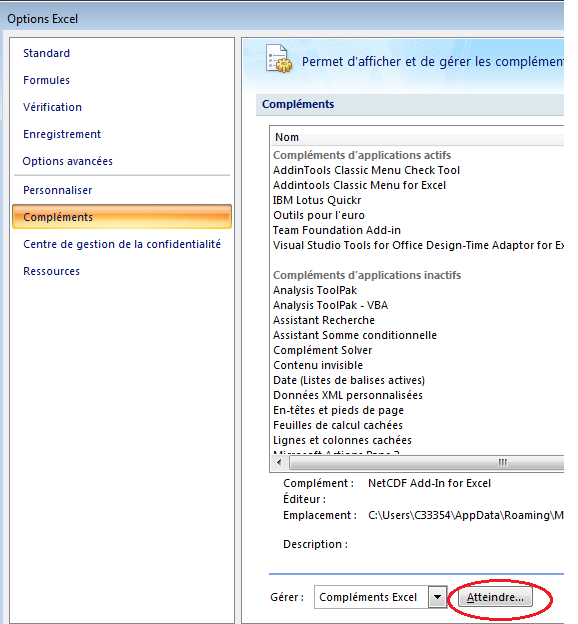 Options Excel
Standard
Formules
Vérification
Enregistrement
Options avancées
Personnaliser
Compléments
Centre de gestion de la confidentialité
Ressources
Permet d'afficher et de gérer les complémen
Compléments
Nom
Compléments d'applications actifs
AddinTools Classic Menu Check Tool
Addintools Classic Menu for Excel
IBM Lotus Quickr
Outils pour l'euro
Team Foundation Add-in
Visual Studio Tools for Office Design-Time Adaptor for Ex
Compléments d'applications inactifs
Analysis ToolPak
Analysis ToolPak - VBA
Assistant Recherche
Assistant Somme conditionnelle
Complément Solver
Contenu invisible
Date (Listes de balises actives)
Données XML personnalisées
En-têtes et pieds de page
Feuilles de calcul cachées
Lignes et colonnes cachées
Microsoft Actions Pane 3
Complément : NetCDF Add-In for Excel
Éditeur :
Emplacement : C:\Users\C33354\AppData\Roaming\M
Description :
Gérer : Compléments Excel Atteindre...